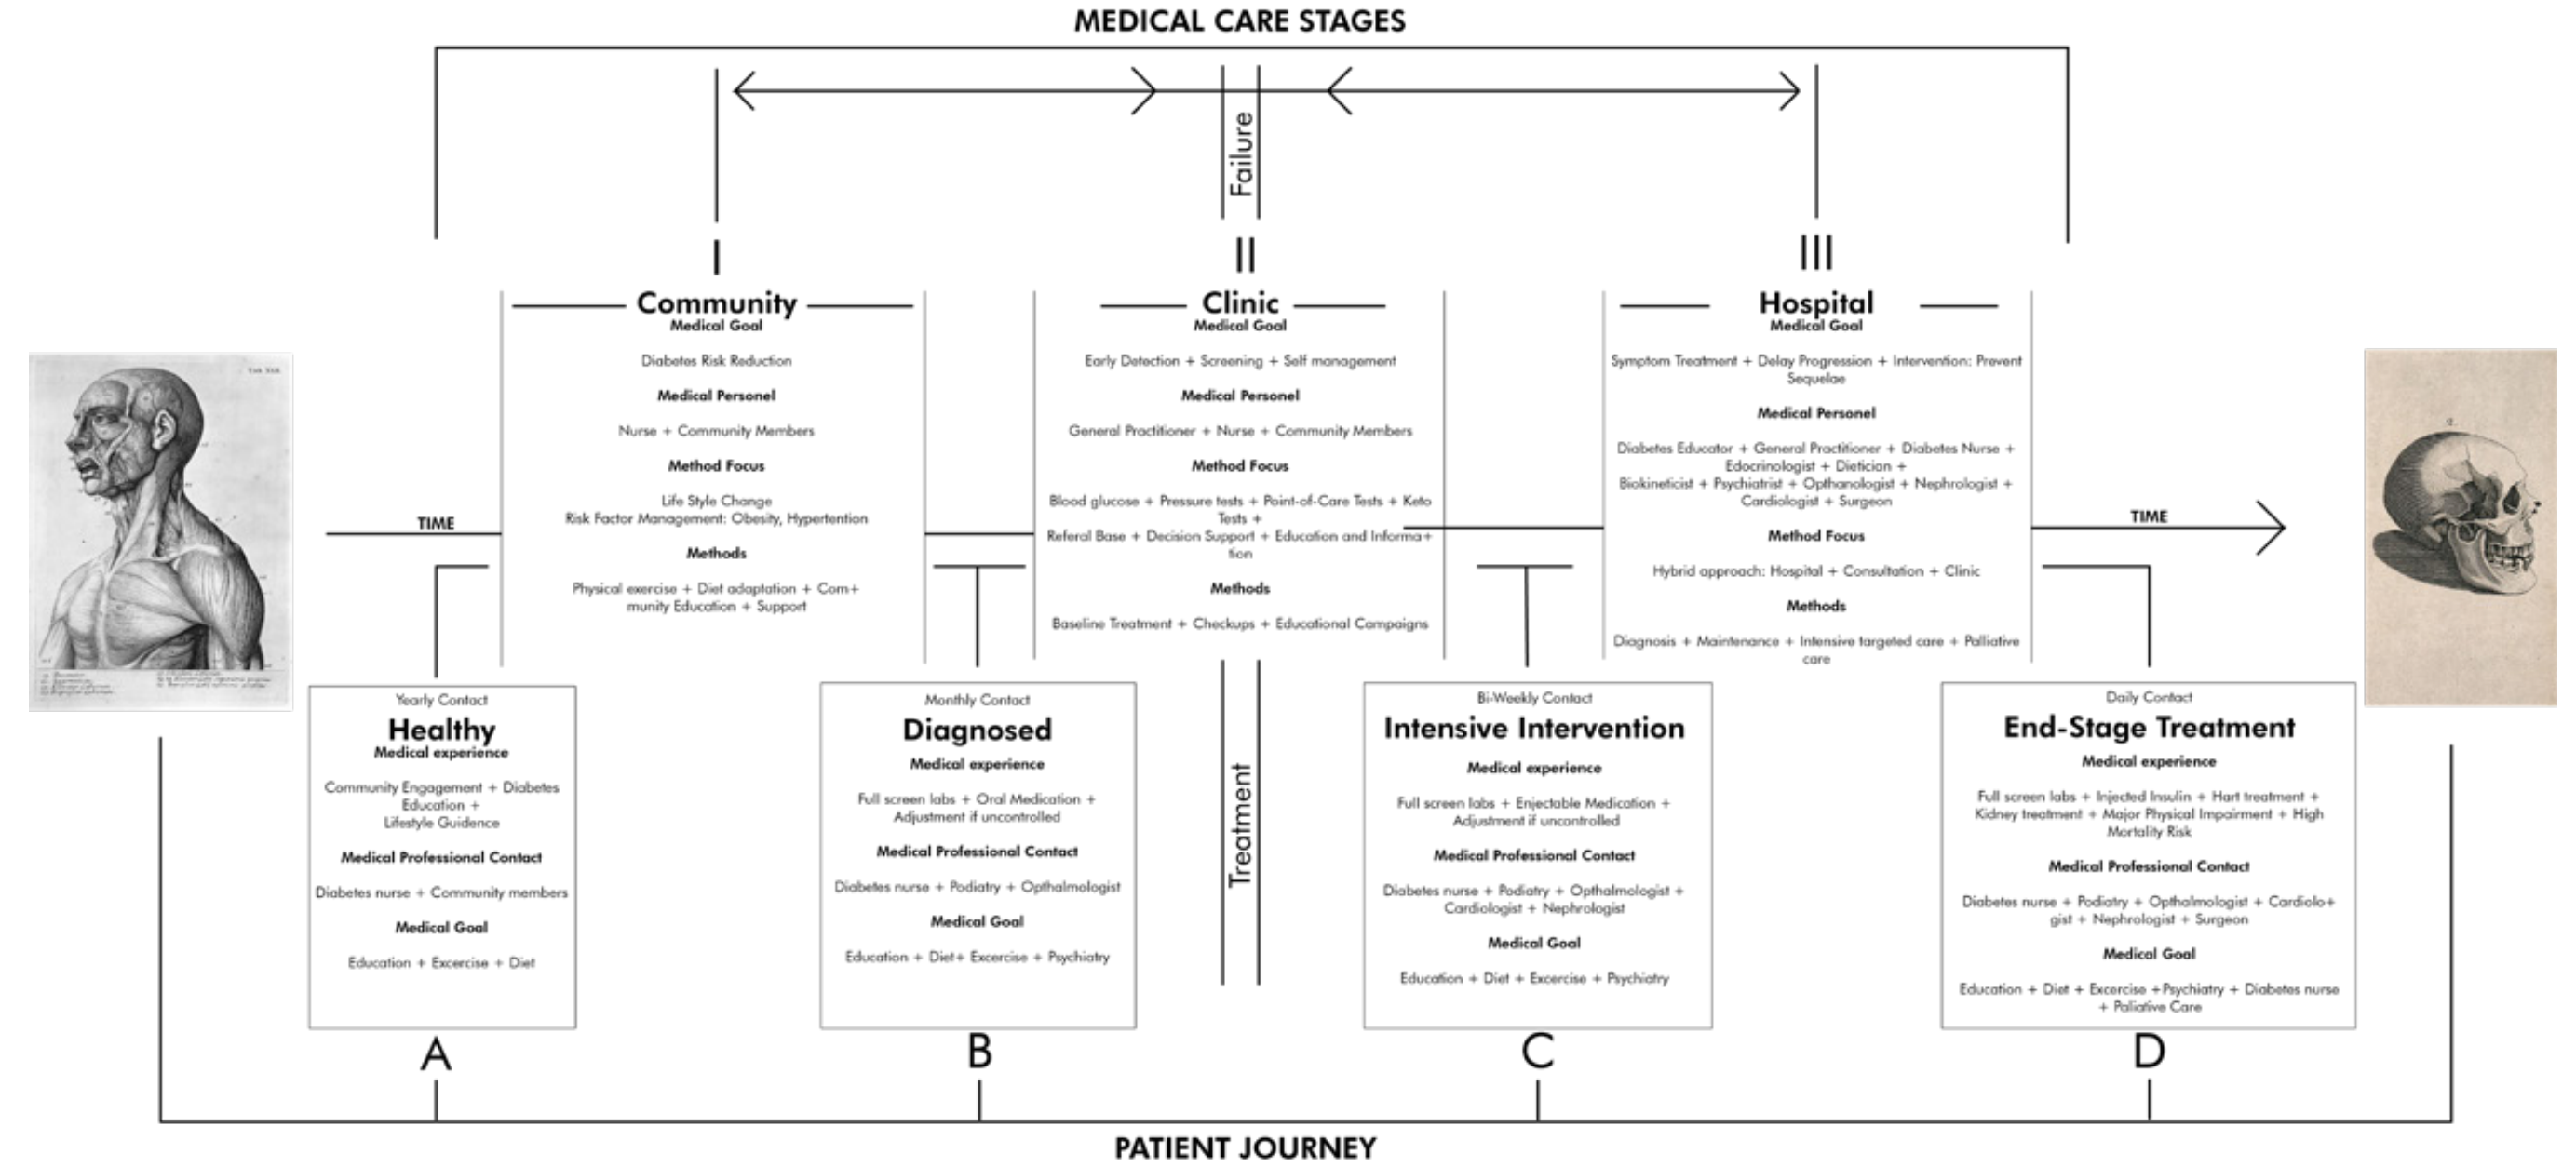 MEDICAL CARE STAGES
Failure
I
II
III
Community
Medical Goal
Diabetes Risk Reduction
Medical Personel
Nurse + Community Members
Method Focus
Life Style Change
Risk Factor Management: Obesity, Hypertention
Methods
Physical exercise + Diet adaptation + Com+
munity Education + Support
Clinic
Medical Goal
Early Detection + Screening + Self management
Medical Personel
General Practitioner + Nurse + Community Members
Method Focus
Blood glucose + Pressure tests + Point-of-Care Tests + Keto
Tests +
Referal Base + Decision Support + Education and Informa+
tion
Methods
Baseline Treatment + Checkups + Educational Campaigns
Hospital
Medical Goal
Symptom Treatment + Delay Progression + Intervention: Prevent
Sequelae
Medical Personel
Diabetes Educator + General Practitioner + Diabetes Nurse +
Edocrinologist + Dietician +
Biokineticist + Psychiatrist + Opthanologist + Nephrologist +
Cardiologist + Surgeon
Method Focus
Hybrid approach: Hospital + Consultation + Clinic
Methods
Diagnosis + Maintenance + Intensive targeted care + Palliative
care
TIME
TIME
Yearly Contact
Healthy
Medical experience
Community Engagement + Diabetes
Education +
Lifestyle Guidence
Medical Professional Contact
Diabetes nurse + Community members
Medical Goal
Education + Excercise + Diet
A
Monthly Contact
Diagnosed
Medical experience
Full screen labs + Oral Medication +
Adjustment if uncontrolled
Medical Professional Contact
Diabetes nurse + Podiatry + Opthalmologist
Medical Goal
Education + Diet+ Excercise + Psychiatry
B
Treatment
Bi-Weekly Contact
Intensive Intervention
Medical experience
Full screen labs + Enjectable Medication +
Adjustment if uncontrolled
Medical Professional Contact
Diabetes nurse + Podiatry + Opthalmologist +
Cardiologist + Nephrologist
Medical Goal
Education + Diet + Excercise + Psychiatry
C
Daily Contact
End-Stage Treatment
Medical experience
Full screen labs + Injected Insulin + Hart treatment +
Kidney treatment + Major Physical Impairment + High
Mortality Risk
Medical Professional Contact
Diabetes nurse + Podiatry + Opthalmologist + Cardiolo+
gist + Nephrologist + Surgeon
Medical Goal
Education + Diet + Excercise +Psychiatry + Diabetes nurse
+ Paliative Care
D
PATIENT JOURNEY